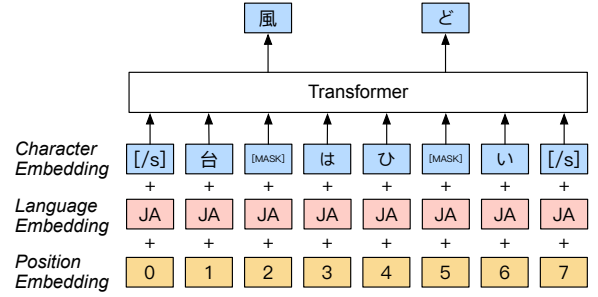 風 ど
Transformer
Character Embedding [/s] 台 [MASK] は ひ [MASK] い [/s]
+ + + + + + + +
Language Embedding JA JA JA JA JA JA JA JA
+ + + + + + + +
Position Embedding 0 1 2 3 4 5 6 7